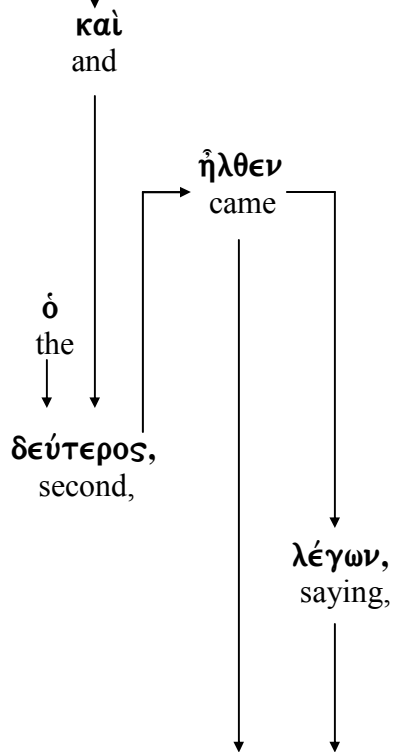 καὶ
and
ἦλθεν
came
ὁ
the
δεύτερος,
second,
λέγων,
saying,